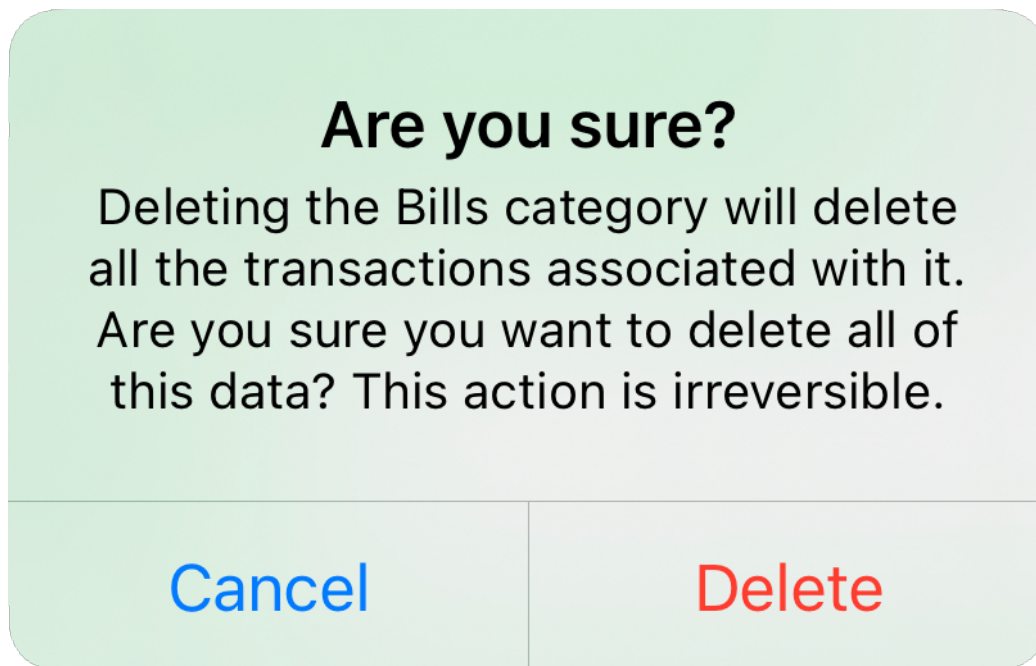 Are you sure?
Deleting the Bills category will delete
all the transactions associated with it.
Are you sure you want to delete all of
this data? This action is irreversible.
Cancel
Delete